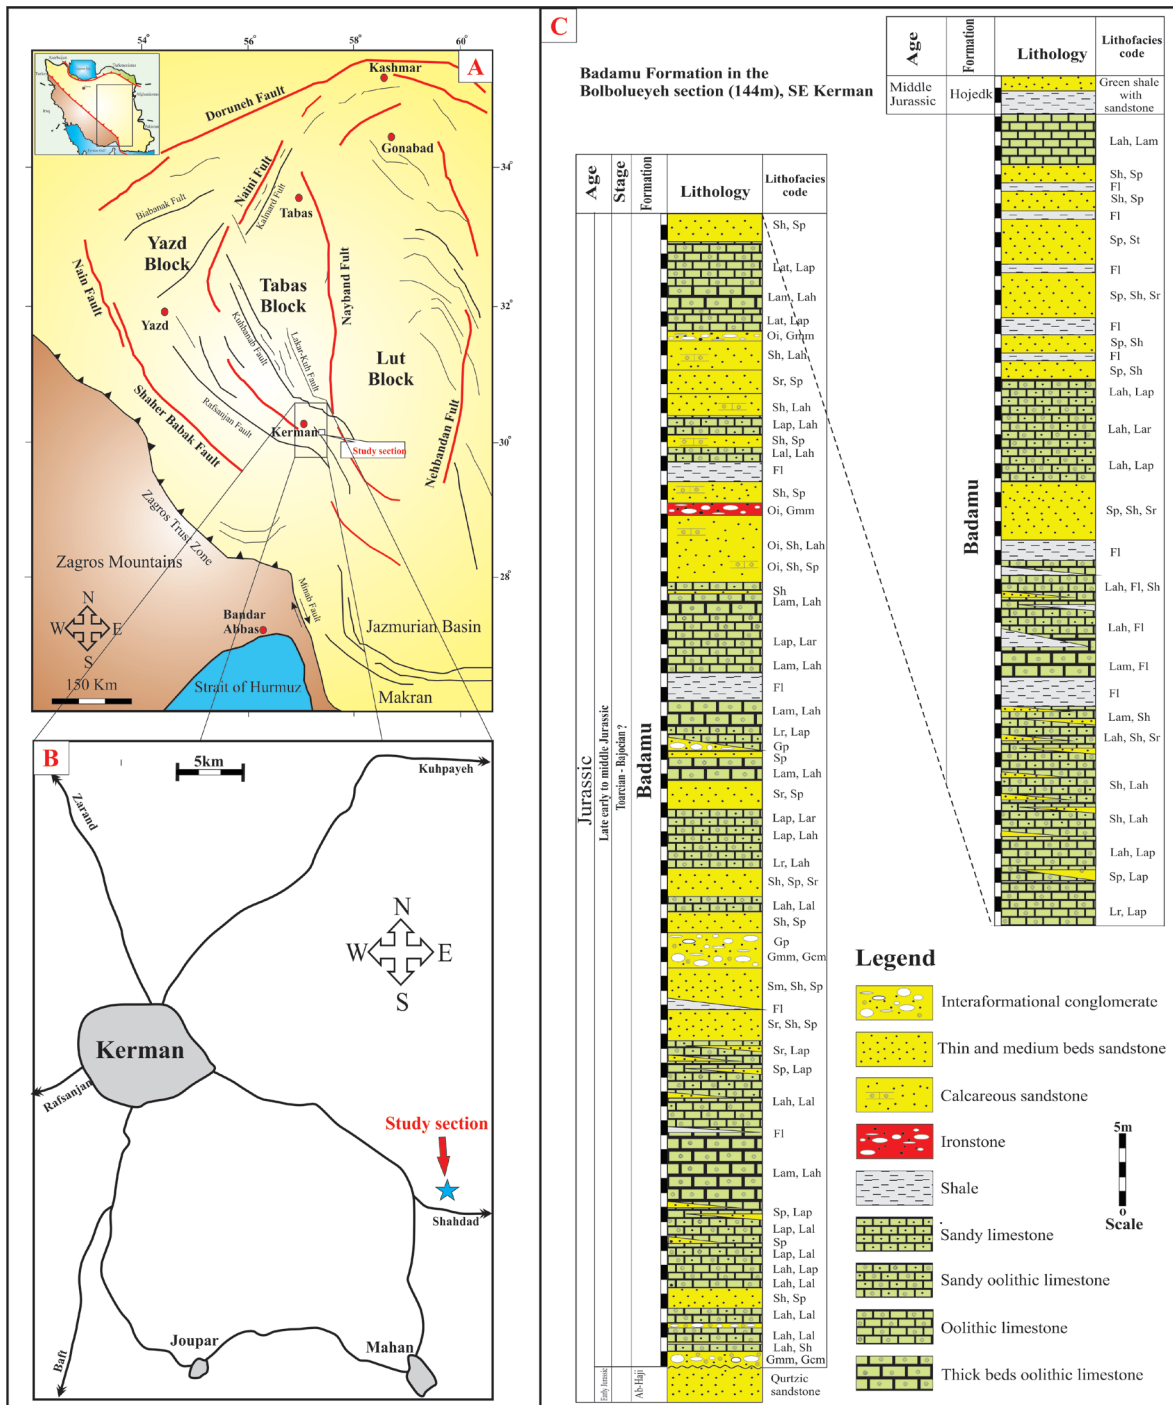 A
54°
56°
58°
60°
34°
32°
30°
28°
Kashmar
Doruneh Fault
Gonabad
Naini Fult
Kalmard Fult
Tabas
Biabanak Fult
Yazd
Block
Nain Fault
Tabas
Block
Nayband Fult
Yazd
Kuhbanab Fault
Lakar-Kuh Fault
Lut
Block
Shaher Babak Fault
Rafsanjan Fault
Kerman
Study section
Nehbandan Fult
Zagros Trust Zone
Zagros Mountains
N
W
E
S
Minab Fault
Bandar
Abbas
Jazmurian Basin
150 Km
Strait of Hurmuz
Makran
B
5km
Kuhpayeh
Zarand
N
W
E
S
Kerman
Rafsanjan
Study section
Shahdad
Joupar
Mahan
Baft
C
Badamu Formation in the
Bolbolueyeh section (144m), SE Kerman
Age
Stage
Formation
Lithology
Lithofacies
code
Jurassic
Late early to middle Jurassic
Toarcian - Bajocian ?
Badamu
Sh, Sp
Lat, Lap
Lam, Lah
Lat, Lap
Oi, Gmm
Sh, Lah
Sr, Sp
Sh, Lah
Lap, Lah
Sh, Sp
Lal, Lah
Fl
Sh, Sp
Oi, Gmm
Oi, Sh, Lah
Oi, Sh, Sp
Sh
Lam, Lah
Lap, Lar
Lam, Lah
Fl
Lam, Lah
Lr, Lap
Gp
Sp
Lam, Lah
Sr, Sp
Lap, Lar
Lap, Lah
Lr, Lah
Sh, Sp, Sr
Lah, Lal
Sh, Sp
Gp
Gmm, Gcm
Sm, Sh, Sp
Fl
Sr, Sh, Sp
Sr, Lap
Sp, Lap
Lah, Lal
Fl
Lam, Lah
Sp, Lap
Lap, Lal
Sp
Lap, Lal
Lah, Lap
Lah, Lal
Sh, Sp
Lah, Lal
Lah, Lal
Lah, Sh
Gmm, Gcm
Early Jurassic
Ab-Haji
Qurtzic
sandstone
Age
Formation
Lithology
Lithofacies
code
Middle
Jurassic
Hojedk
Green shale
with
sandstone
Badamu
Lah, Lam
Sh, Sp
Fl
Sh, Sp
Fl
Sp, St
Fl
Sp, Sh, Sr
Fl
Sp, Sh
Fl
Sp, Sh
Lah, Lap
Lah, Lar
Lah, Lap
Sp, Sh, Sr
Fl
Lah, Fl, Sh
Lah, Fl
Lam, Fl
Fl
Lam, Sh
Lah, Sh, Sr
Sh, Lah
Sh, Lah
Lah, Lap
Sp, Lap
Lr, Lap
Legend
Interaformational conglomerate
Thin and medium beds sandstone
Calcareous sandstone
Ironstone
Shale
Sandy limestone
Sandy oolithic limestone
Oolithic limestone
Thick beds oolithic limestone
5m
o
Scale